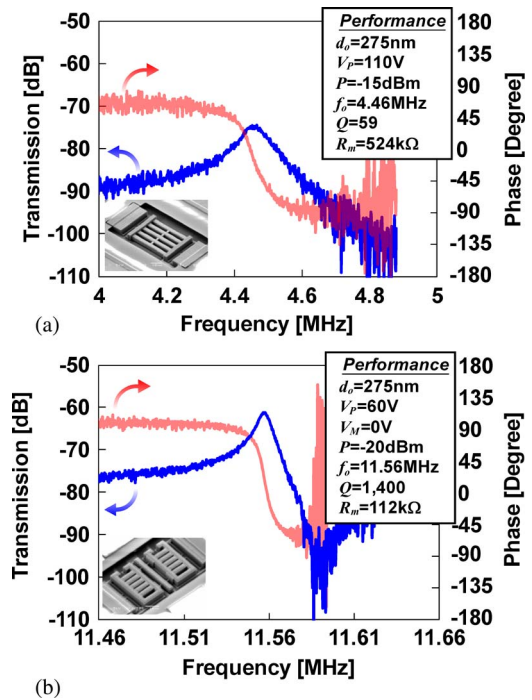 -50
-60
-70
-80
-90
-100
-110
Transmission [dB]
Performance
dₒ=275nm
V_P=110V
P=-15dBm
fₒ=4.46MHz
Q=59
Rₘ=524kΩ
180
135
90
45
0
-45
-90
-135
-180
Phase [Degree]
4 4.2 4.4 4.6 4.8 5
(a) Frequency [MHz]
-50
-60
-70
-80
-90
-100
-110
Transmission [dB]
Performance
dₒ=275nm
V_P=60V
V_M=0V
P=-20dBm
fₒ=11.56MHz
Q=1,400
Rₘ=112kΩ
180
135
90
45
0
-45
-90
-135
-180
Phase [Degree]
11.46 11.51 11.56 11.61 11.66
Frequency [MHz]
(b)